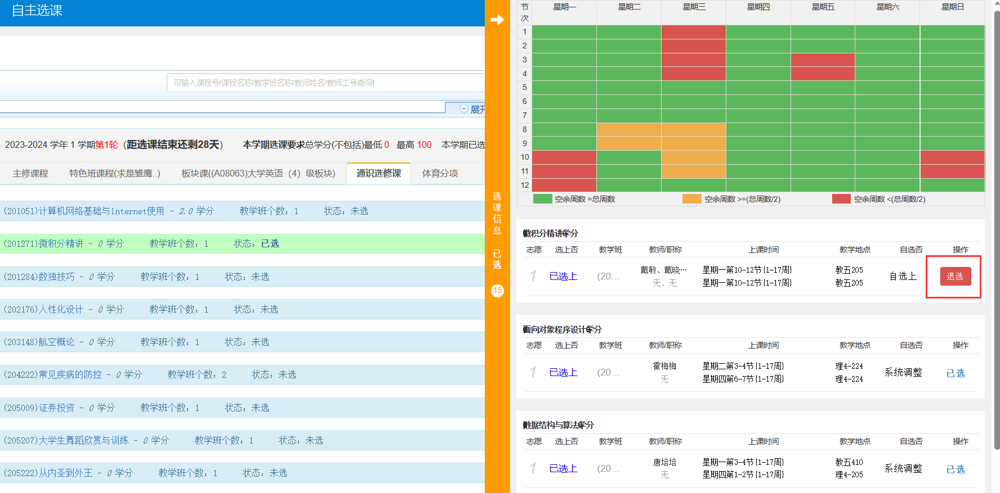 自主选课
可输入课程号/课程名称/教学班名称/教师姓名/教师工号查询!
展开
2023-2024 学年 1 学期第1轮（距选课结束还剩28天） 本学期选课要求总学分(不包括)最低 0 最高 100 本学期已选
主修课程 特色班课程(求是雏鹰..) 板块课((A08063)大学英语（4）级板块) 通识选修课 体育分项
(201051)计算机网络基础与internet使用 - 2.0 学分 教学班个数：1 状态：未选
(201271)微积分精讲 - 0 学分 教学班个数：1 状态：已选
(201284)数独技巧 - 0 学分 教学班个数：1 状态：未选
(202176)人性化设计 - 0 学分 教学班个数：1 状态：未选
(203148)航空概论 - 0 学分 教学班个数：1 状态：未选
(204222)常见疾病的防控 - 0 学分 教学班个数：2 状态：未选
(205009)证券投资 - 0 学分 教学班个数：1 状态：未选
(205207)大学生舞蹈欣赏与训练 - 0 学分 教学班个数：1 状态：未选
(205222)从内圣到外王 - 0 学分 教学班个数：1 状态：未选
选课信息
已选
15
节次 星期一 星期二 星期三 星期四 星期五 星期六 星期日
1
2
3
4
5
6
7
8
9
10
11
12
空余周数 =总周数 空余周数 >=(总周数/2) 空余周数 <(总周数/2)
微积分精讲 学分
志愿 选上否 教学班 教师/职称 上课时间 教学地点 自选否 操作
1 已选上 (20... 戴敏、戴晓… 星期一第10-12节{1-17周} 教五205 自选上 退选
无、无 星期一第10-12节{1-17周} 教五205
面向对象程序设计 学分
志愿 选上否 教学班 教师/职称 上课时间 教学地点 自选否 操作
1 已选上 (20... 霍梅梅 星期二第3-4节{1-17周} 理4-224 系统调整 已选
无 星期四第6-7节{1-17周} 理4-224
数据结构与算法 学分
志愿 选上否 教学班 教师/职称 上课时间 教学地点 自选否 操作
1 已选上 (20... 唐培培 星期一第3-4节{1-17周} 教五410 系统调整 已选
无 星期四第1-2节{1-17周} 理4-205